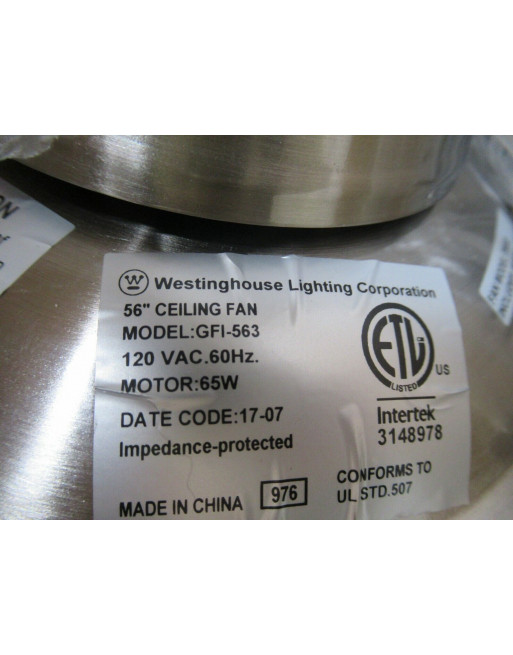 Westinghouse Lighting Corporation
56" CEILING FAN
MODEL:GFI-563
120 VAC.60Hz.
MOTOR:65W
DATE CODE:17-07
Impedance-protected
MADE IN CHINA
976
ETL
LISTED
US
Intertek
3148978
CONFORMS TO
UL STD.507